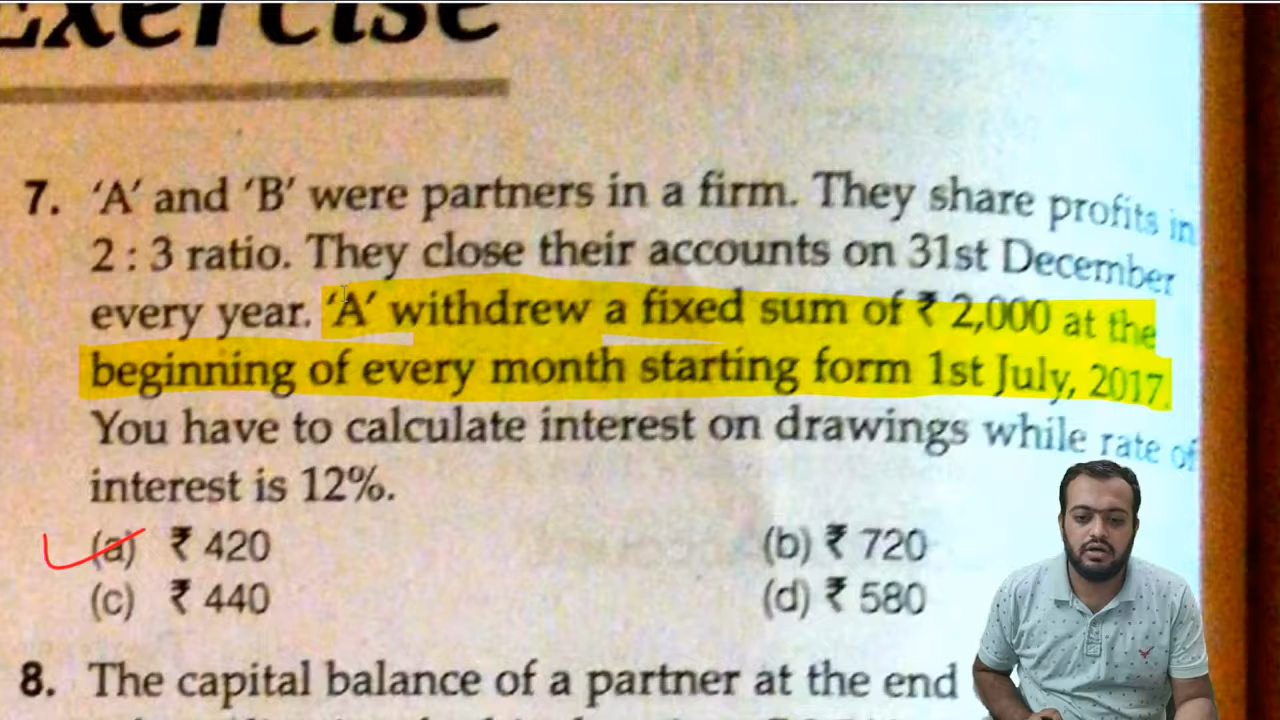 Exercise
7. 'A' and 'B' were partners in a firm. They share profits in
2 : 3 ratio. They close their accounts on 31st December
every year. 'A' withdrew a fixed sum of ₹ 2,000 at the
beginning of every month starting form 1st July, 2017.
You have to calculate interest on drawings while rate of
interest is 12%.
(a) ₹ 420 (b) ₹ 720
(c) ₹ 440 (d) ₹ 580
8. The capital balance of a partner at the end